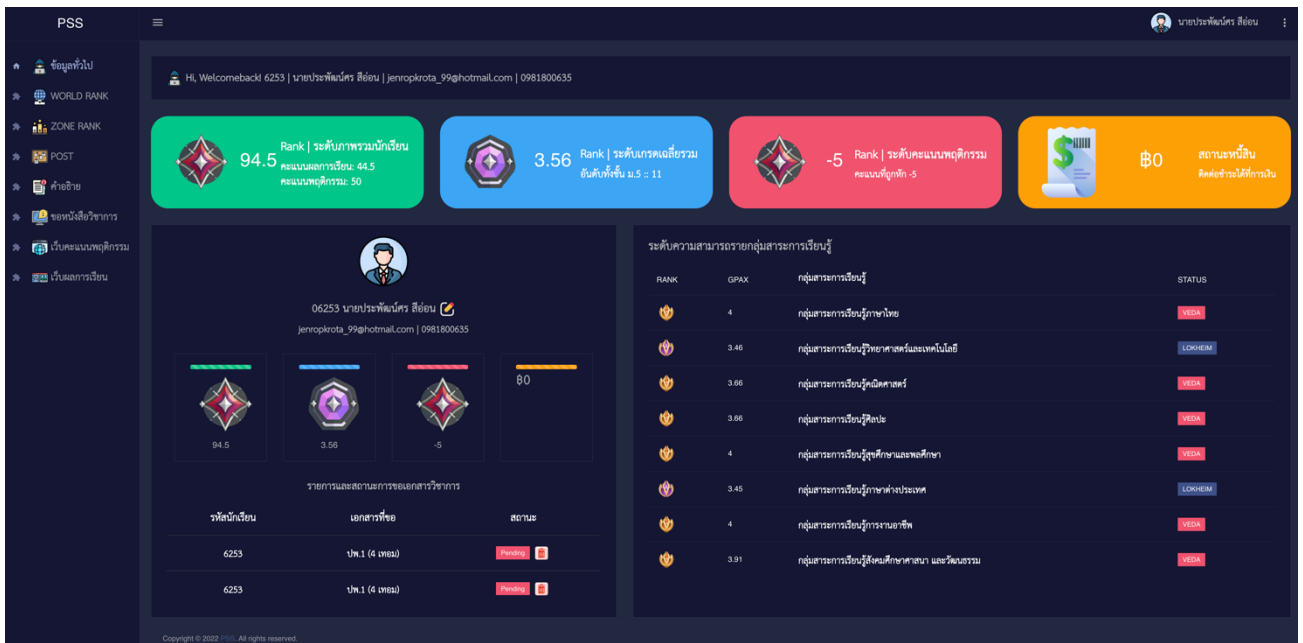 PSS
นายประพัฒน์ศร สีอ่อน
ข้อมูลทั่วไป
WORLD RANK
ZONE RANK
POST
คำอธิาย
ขอหนังสือวิชาการ
เว็บคะแนนพฤติกรรม
เว็บผลการเรียน
Hi, Welcomeback! 6253 | นายประพัฒน์ศร สีอ่อน | jenropkrota_99@hotmail.com | 0981800635
94.5
Rank | ระดับภาพรวมนักเรียน
คะแนนผลการเรียน: 44.5
คะแนนพฤติกรรม: 50
3.56
Rank | ระดับเกรดเฉลี่ยรวม
อันดับทั้งชั้น ม.5 :: 11
-5
Rank | ระดับคะแนนพฤติกรรม
คะแนนที่ถูกหัก -5
฿0
สถานะหนี้สิน
ติดต่อชำระได้ที่การเงิน
06253 นายประพัฒน์ศร สีอ่อน
jenropkrota_99@hotmail.com | 0981800635
94.5
3.56
-5
฿0
รายการและสถานะการขอเอกสารวิชาการ
รหัสนักเรียน เอกสารที่ขอ สถานะ
6253 ปพ.1 (4 เทอม) Pending
6253 ปพ.1 (4 เทอม) Pending
ระดับความสามารถรายกลุ่มสาระการเรียนรู้
RANK GPAX กลุ่มสาระการเรียนรู้ STATUS
4 กลุ่มสาระการเรียนรู้ภาษาไทย VEDA
3.46 กลุ่มสาระการเรียนรู้วิทยาศาสตร์และเทคโนโลยี LOKHEIM
3.66 กลุ่มสาระการเรียนรู้คณิตศาสตร์ VEDA
3.66 กลุ่มสาระการเรียนรู้ศิลปะ VEDA
4 กลุ่มสาระการเรียนรู้สุขศึกษาและพลศึกษา VEDA
3.45 กลุ่มสาระการเรียนรู้ภาษาต่างประเทศ LOKHEIM
4 กลุ่มสาระการเรียนรู้การงานอาชีพ VEDA
3.91 กลุ่มสาระการเรียนรู้สังคมศึกษาศาสนา และวัฒนธรรม VEDA
Copyright © 2022 PSS. All rights reserved.